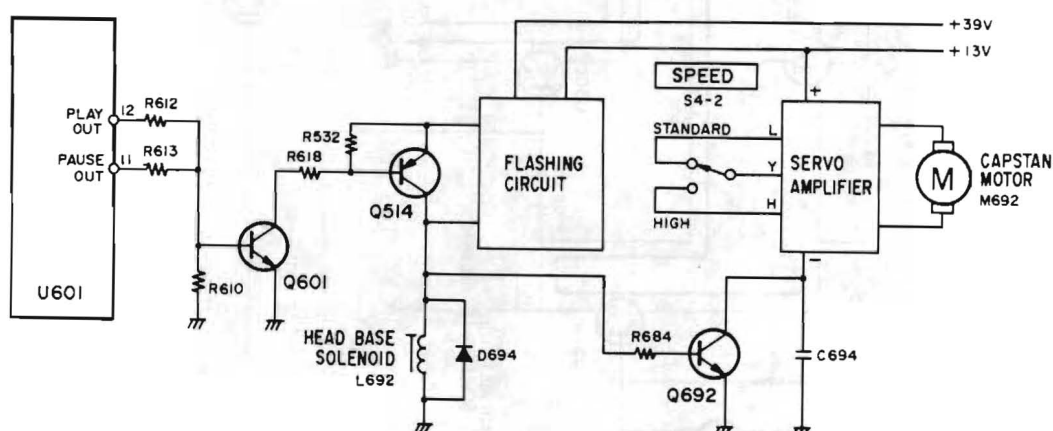 +39V
+13V
SPEED
S4-2
PLAY
OUT
12
R612
PAUSE
OUT
11
R613
R532
R618
Q514
FLASHING
CIRCUIT
STANDARD
L
Y
H
HIGH
+
SERVO
AMPLIFIER
-
M
CAPSTAN
MOTOR
M692
U601
R610
Q601
HEAD BASE
SOLENOID
L692
D694
R684
Q692
C694